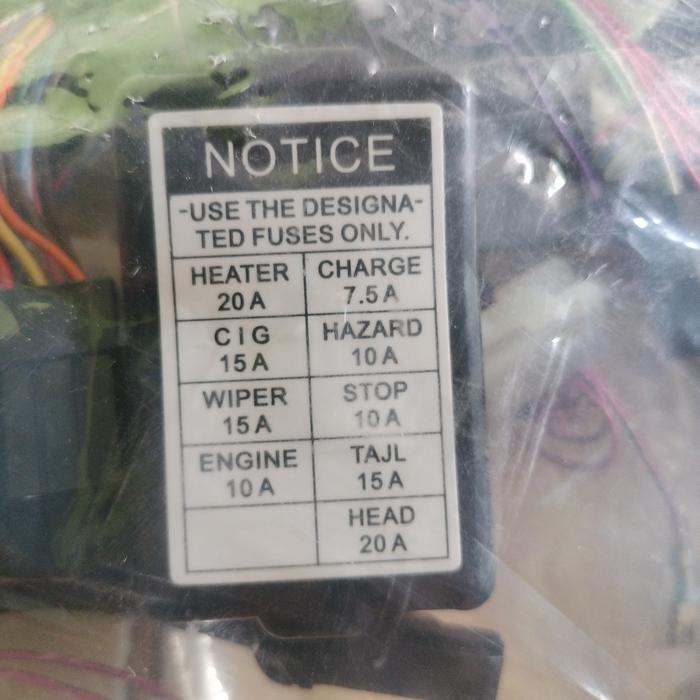 NOTICE
-USE THE DESIGNA-
TED FUSES ONLY.
HEATER CHARGE
20 A 7.5 A
C I G HAZARD
15 A 10 A
WIPER STOP
15 A 10 A
ENGINE TAJL
10 A 15 A
HEAD
20 A